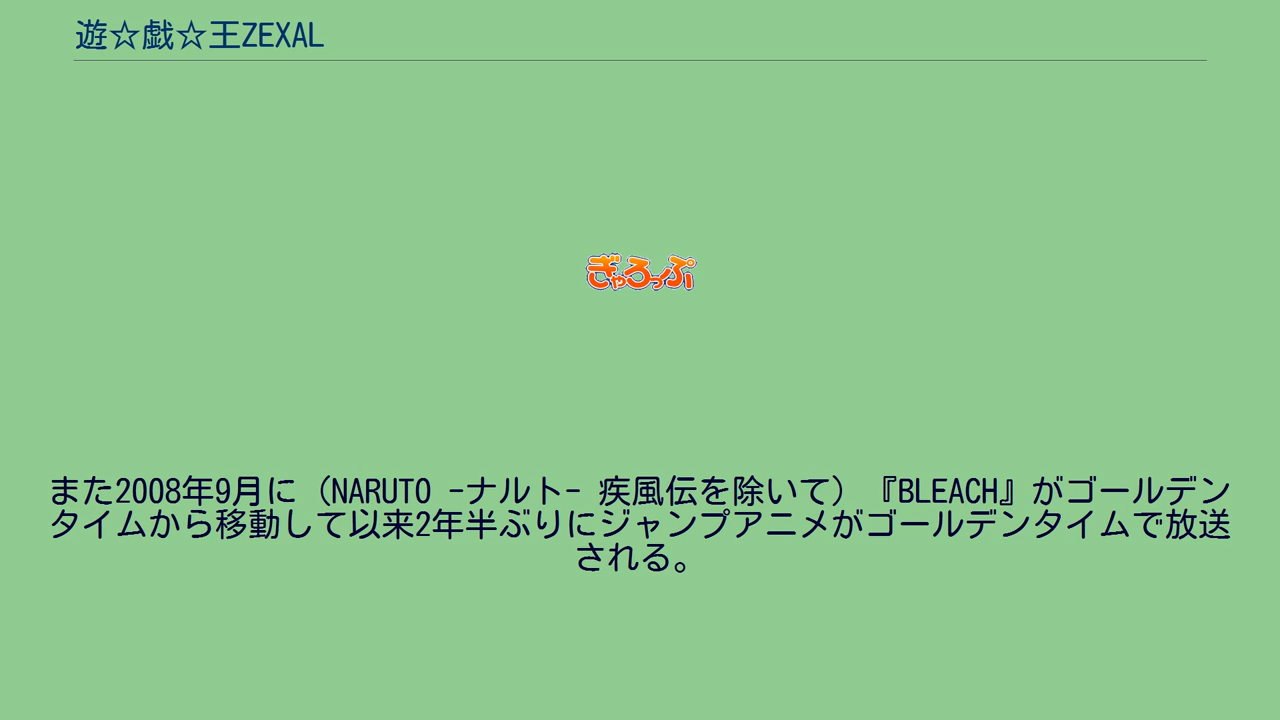 遊☆戯☆王ZEXAL
ぎゃろっぷ
また2008年9月に（NARUTO -ナルト- 疾風伝を除いて）『BLEACH』がゴールデン
タイムから移動して以来2年半ぶりにジャンプアニメがゴールデンタイムで放送
される。